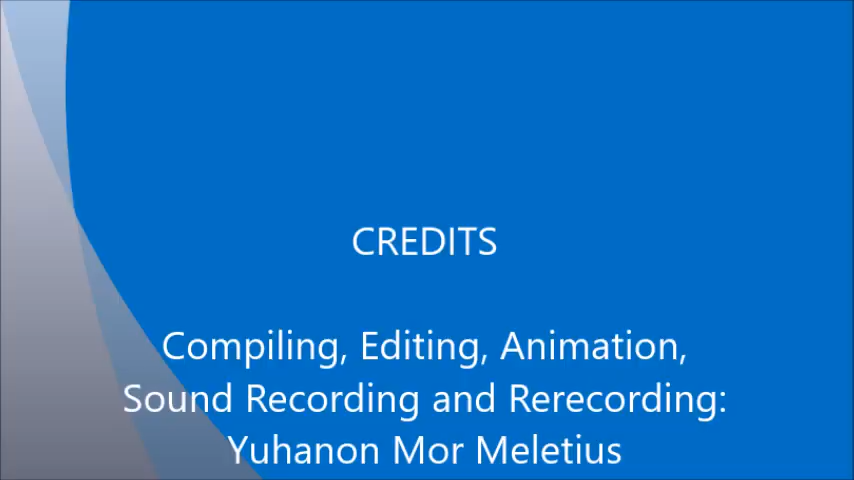 CREDITS
Compiling, Editing, Animation,
Sound Recording and Rerecording:
Yuhanon Mor Meletius